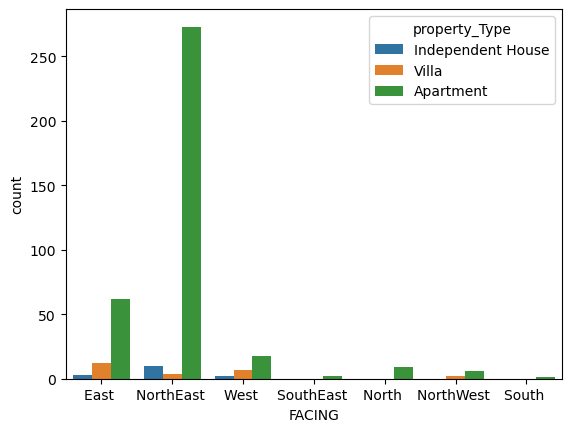 property_Type
Independent House
Villa
Apartment
250
200
150
100
50
0
count
East NorthEast West SouthEast North NorthWest South
FACING